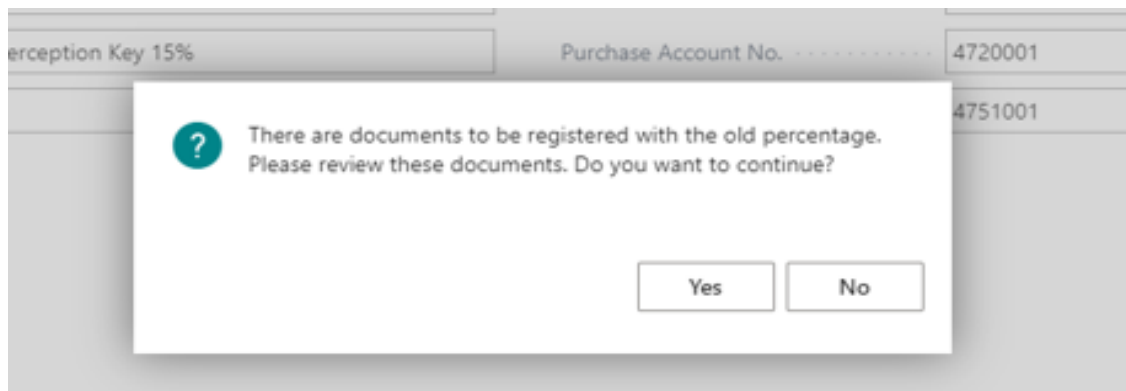 erception Key 15%
Purchase Account No.
4720001
4751001
?
There are documents to be registered with the old percentage.
Please review these documents. Do you want to continue?
Yes
No